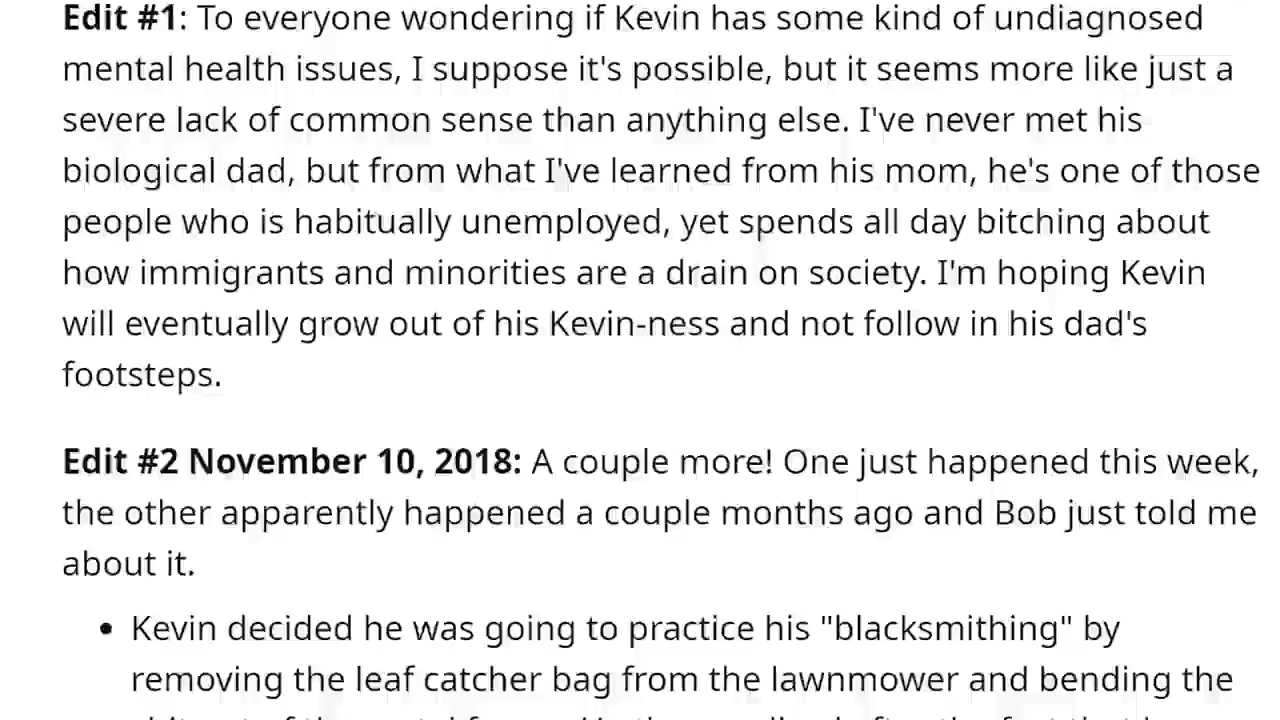 Edit #1: To everyone wondering if Kevin has some kind of undiagnosed
mental health issues, I suppose it's possible, but it seems more like just a
severe lack of common sense than anything else. I've never met his
biological dad, but from what I've learned from his mom, he's one of those
people who is habitually unemployed, yet spends all day bitching about
how immigrants and minorities are a drain on society. I'm hoping Kevin
will eventually grow out of his Kevin-ness and not follow in his dad's
footsteps.
Edit #2 November 10, 2018: A couple more! One just happened this week,
the other apparently happened a couple months ago and Bob just told me
about it.
• Kevin decided he was going to practice his "blacksmithing" by
removing the leaf catcher bag from the lawnmower and bending the